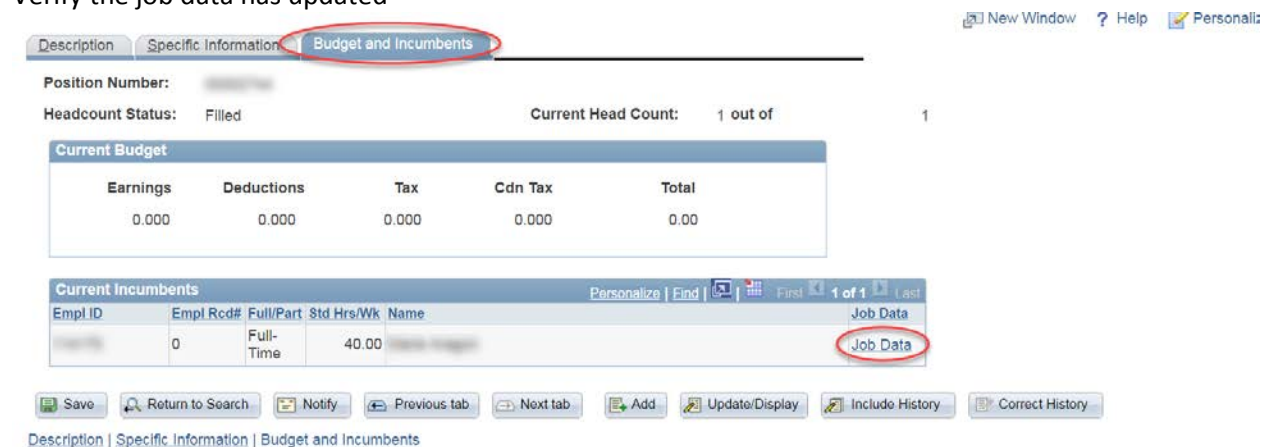 Verify the job data has updated
New Window ? Help Personaliz
Description Specific Information Budget and Incumbents
Position Number:
Headcount Status: Filled Current Head Count: 1 out of 1
Current Budget
Earnings Deductions Tax Cdn Tax Total
0.000 0.000 0.000 0.000 0.00
Current Incumbents Personalize | Find | | First 1 of 1 Last
Empl ID Empl Rcd# Full/Part Std Hrs/Wk Name Job Data
0 Full-Time 40.00 Job Data
Save Return to Search Notify Previous tab Next tab Add Update/Display Include History Correct History
Description | Specific Information | Budget and Incumbents